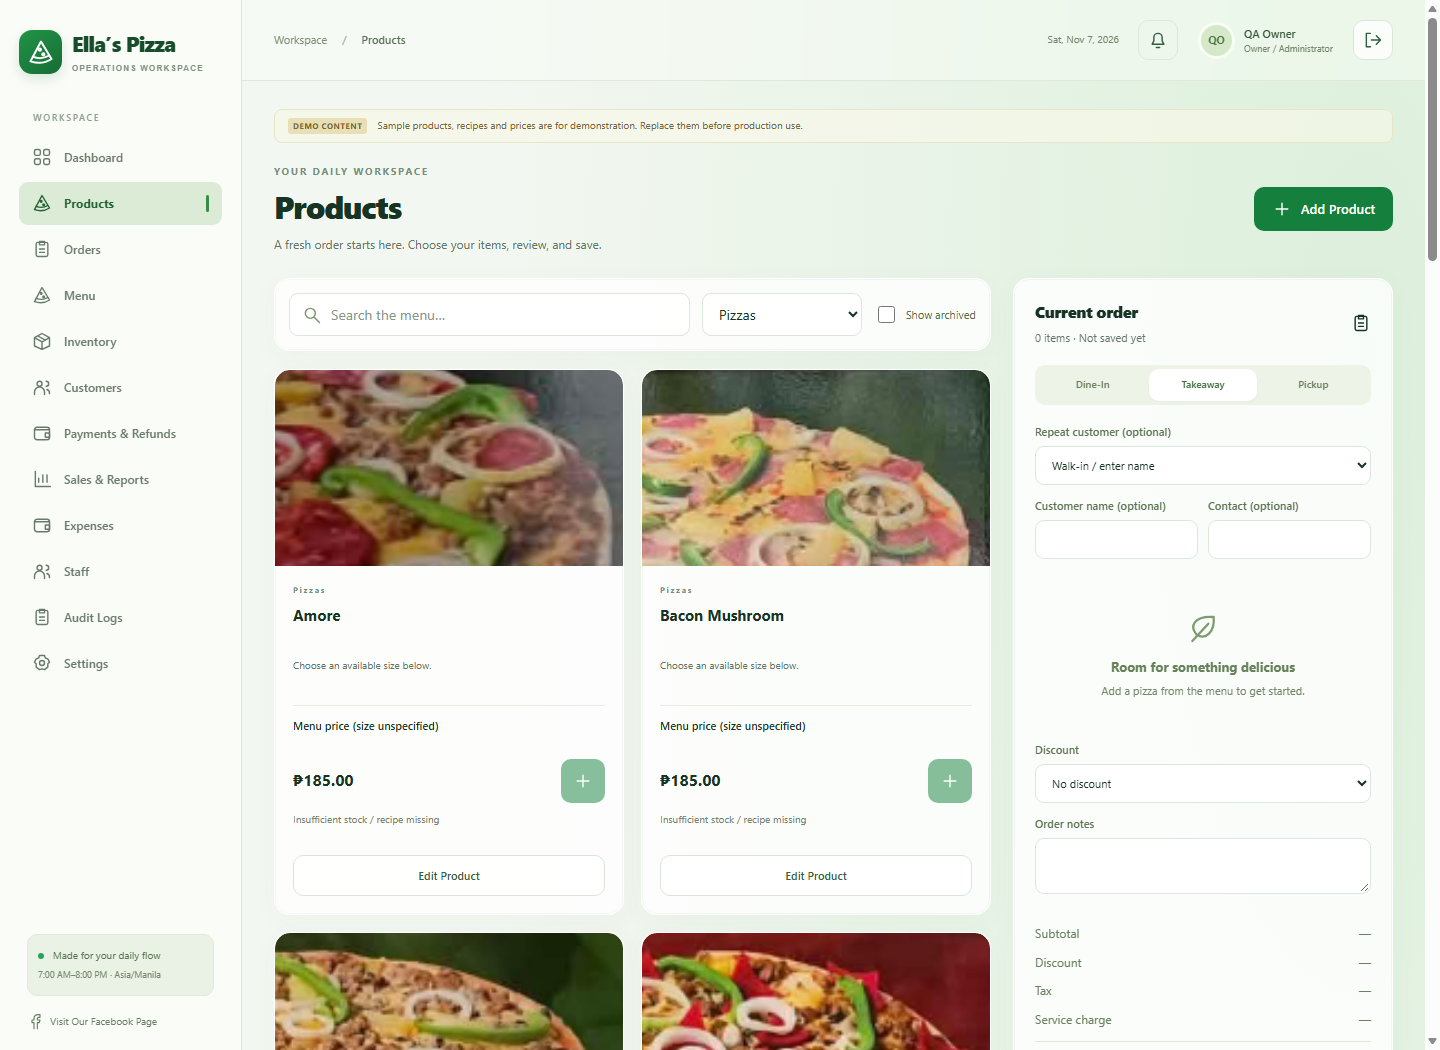 Ella's Pizza
OPERATIONS WORKSPACE
WORKSPACE
Dashboard
Products
Orders
Menu
Inventory
Customers
Payments & Refunds
Sales & Reports
Expenses
Staff
Audit Logs
Settings
Made for your daily flow
7:00 AM–8:00 PM · Asia/Manila
Visit Our Facebook Page
Workspace / Products
Sat, Nov 7, 2026
QO
QA Owner
Owner / Administrator
DEMO CONTENT Sample products, recipes and prices are for demonstration. Replace them before production use.
YOUR DAILY WORKSPACE
Products
A fresh order starts here. Choose your items, review, and save.
Add Product
Search the menu...
Pizzas
Show archived
Pizzas
Amore
Choose an available size below.
Menu price (size unspecified)
₱185.00
Insufficient stock / recipe missing
Edit Product
Pizzas
Bacon Mushroom
Choose an available size below.
Menu price (size unspecified)
₱185.00
Insufficient stock / recipe missing
Edit Product
Current order
0 items · Not saved yet
Dine-In
Takeaway
Pickup
Repeat customer (optional)
Walk-in / enter name
Customer name (optional)
Contact (optional)
Room for something delicious
Add a pizza from the menu to get started.
Discount
No discount
Order notes
Subtotal —
Discount —
Tax —
Service charge —